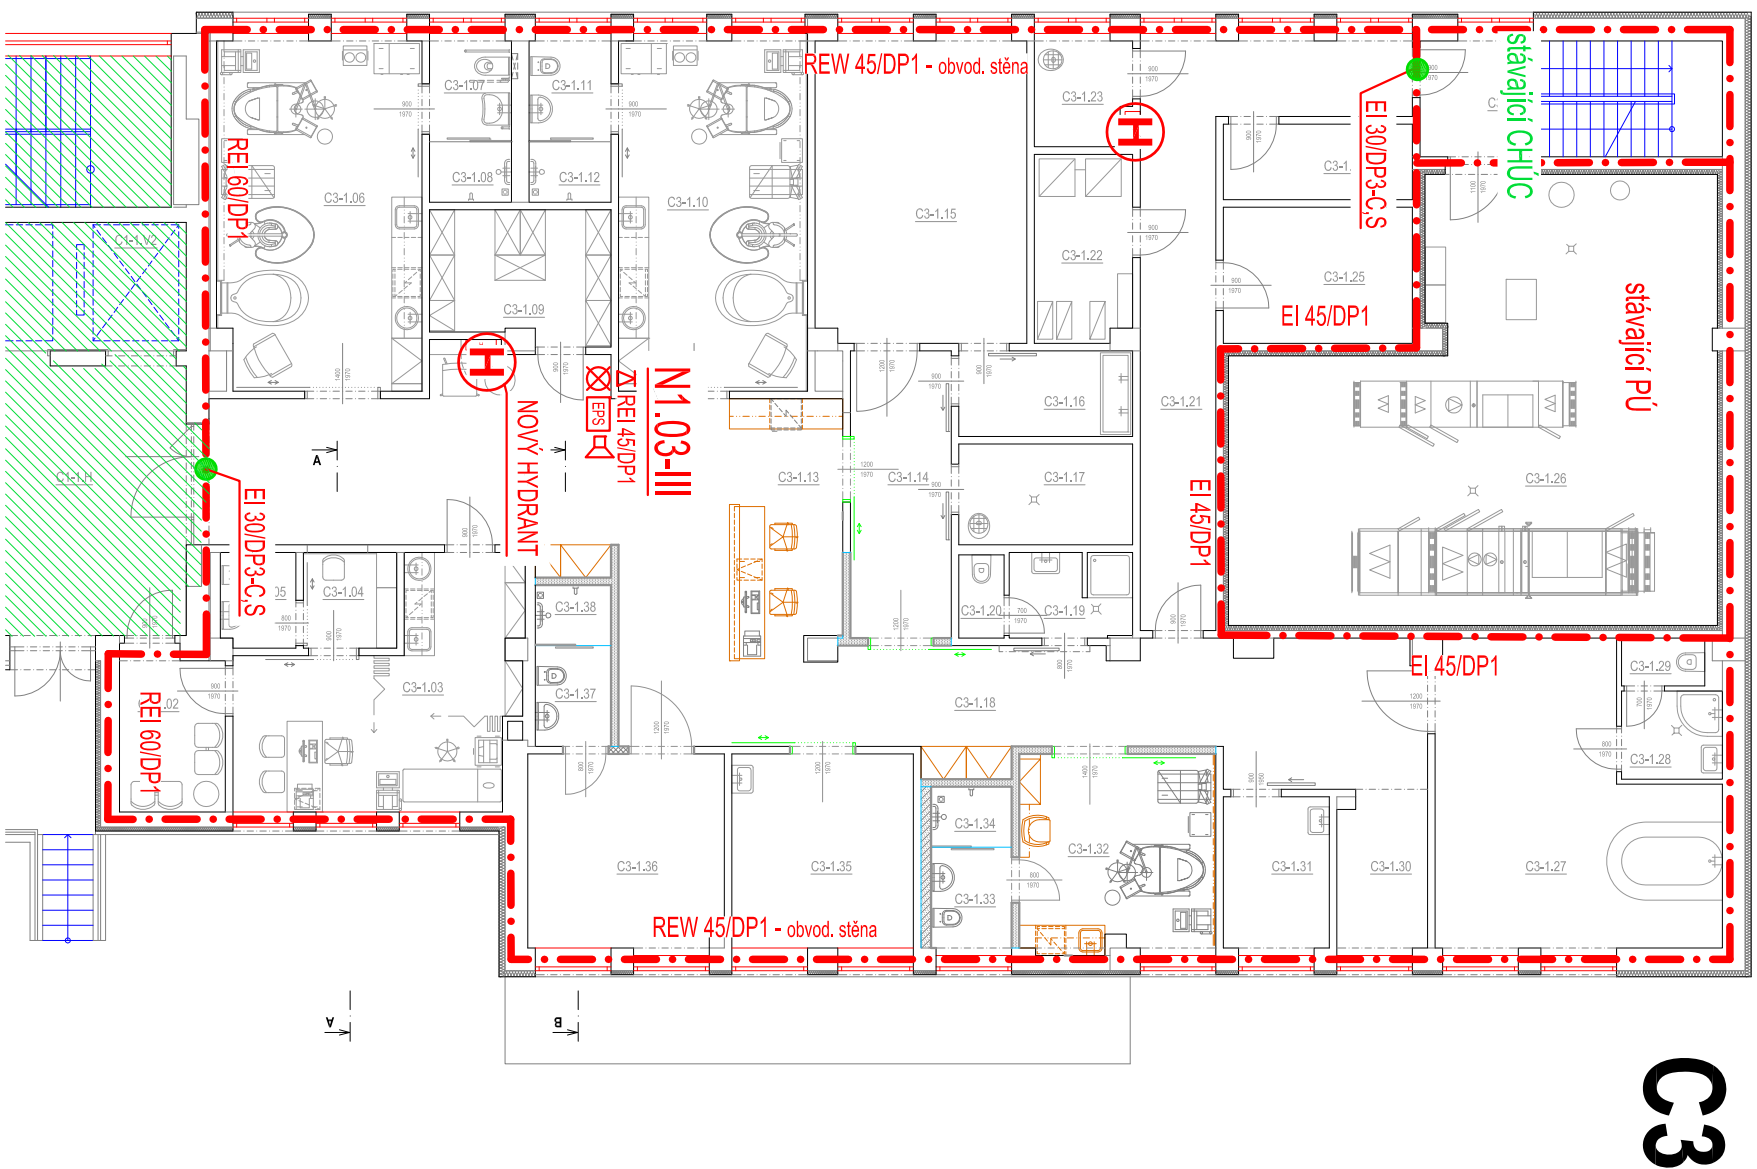 REW 45/DP1 - obvod. stěna
stávající CHÚC
EI 30/DP3-C,S
REI 60/DP1
C3-1.06
C3-1.07
C3-1.08
C3-1.11
C3-1.12
C3-1.10
C3-1.09
C3-1.15
C3-1.23
C3-1.22
C3-1.25
EI 45/DP1
stávající PÚ
H
H
C1-1.V2
C1-1.H
NOVÝ HYDRANT
N1.03-III
REI 45/DP1
EPS
C3-1.13
C3-1.14
C3-1.16
C3-1.17
C3-1.21
C3-1.26
EI 45/DP1
A
EI 30/DP3-C,S
C3-1.04
C3-1.03
C3-1.38
C3-1.37
C3-1.20
C3-1.19
C3-1.18
EI 45/DP1
C3-1.29
C3-1.28
REI 60/DP1
C3-1.36
C3-1.35
C3-1.34
C3-1.33
C3-1.32
C3-1.31
C3-1.30
C3-1.27
REW 45/DP1 - obvod. stěna
A
B
C3